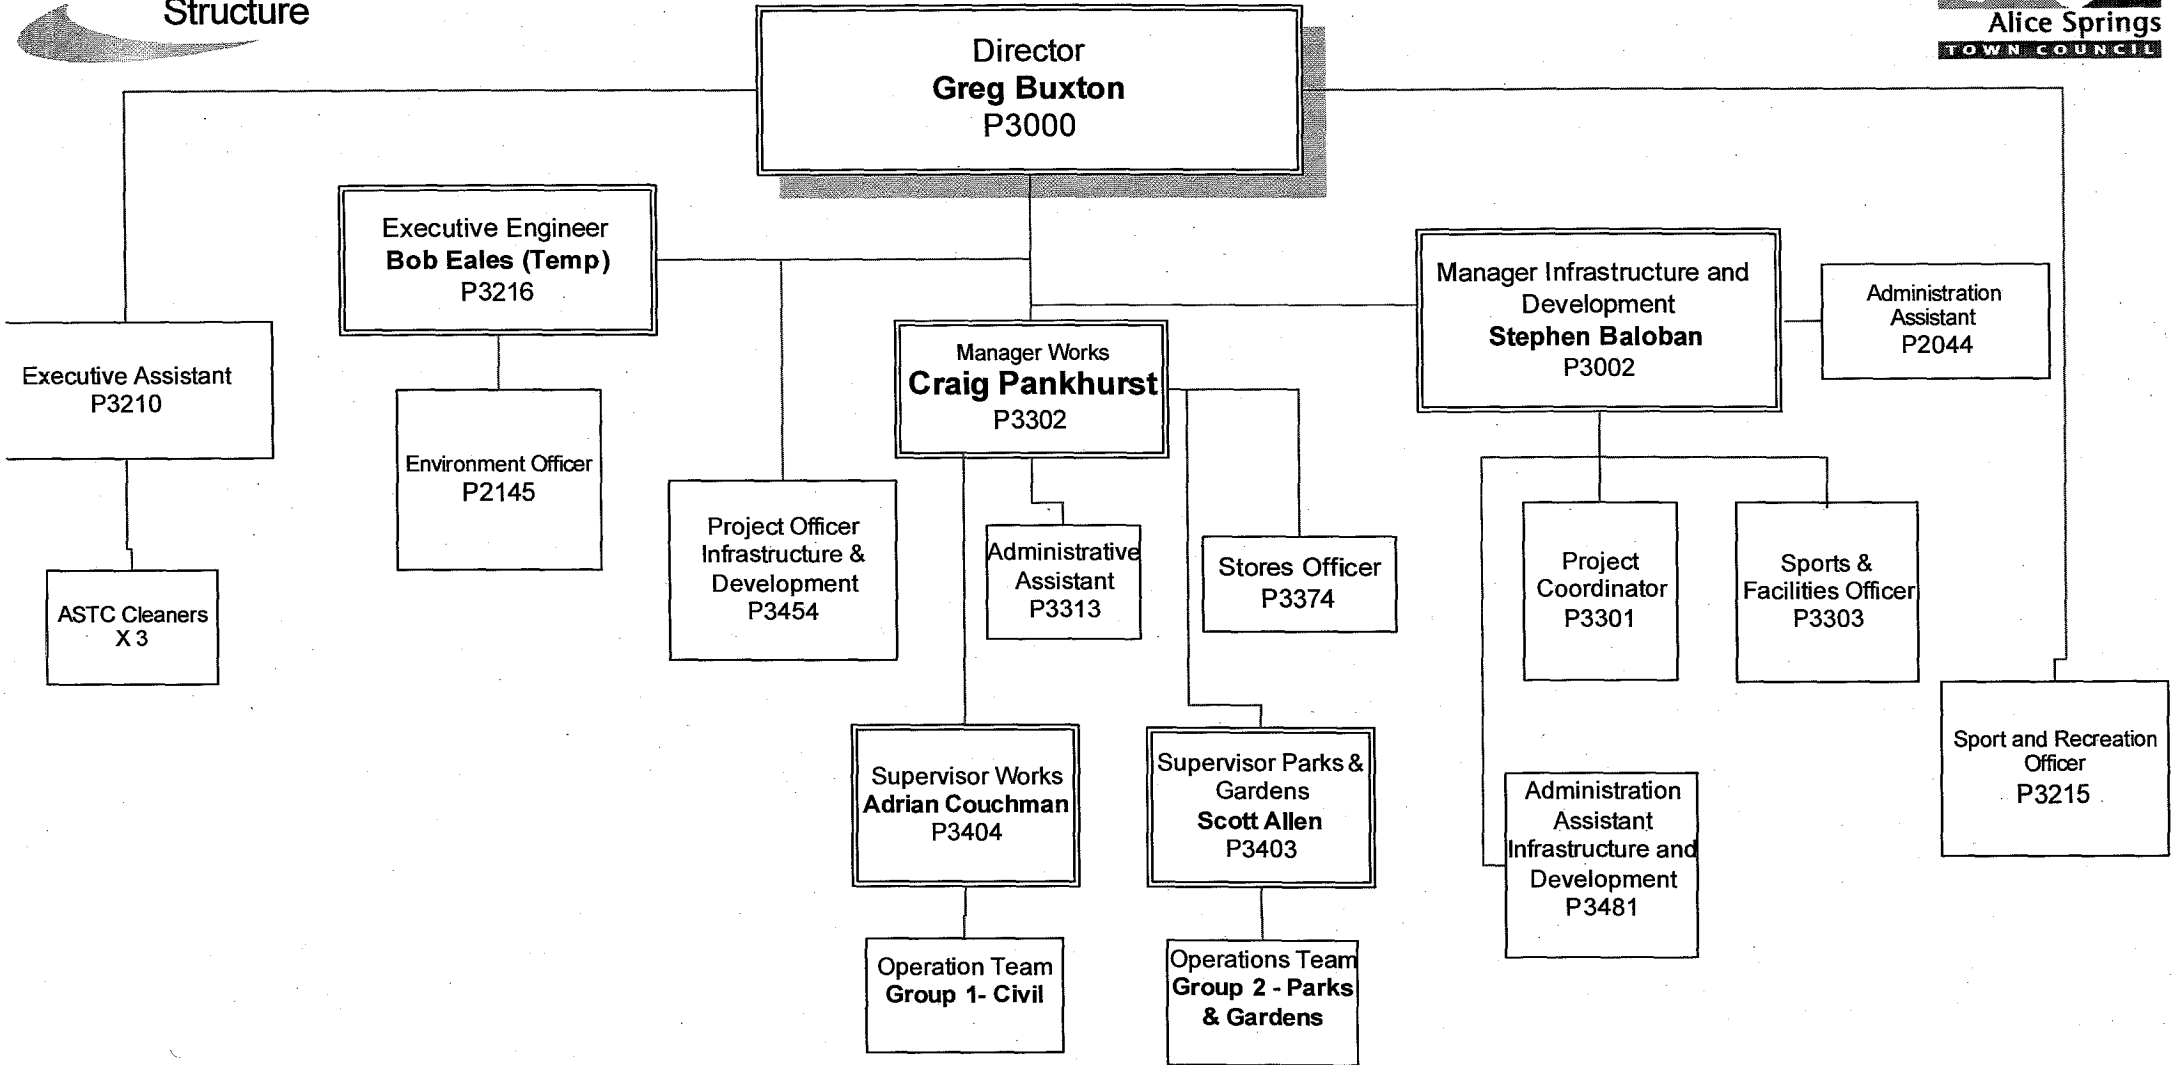 Structure
Alice Springs
TOWN COUNCIL
Director
Greg Buxton
P3000
Executive Engineer
Bob Eales (Temp)
P3216
Manager Infrastructure and
Development
Stephen Baloban
P3002
Administration
Assistant
P2044
Executive Assistant
P3210
Manager Works
Craig Pankhurst
P3302
Environment Officer
P2145
Project Officer
Infrastructure &
Development
P3454
Administrative
Assistant
P3313
Stores Officer
P3374
Project
Coordinator
P3301
Sports &
Facilities Officer
P3303
ASTC Cleaners
X 3
Sport and Recreation
Officer
P3215
Supervisor Works
Adrian Couchman
P3404
Supervisor Parks &
Gardens
Scott Allen
P3403
Administration
Assistant
Infrastructure and
Development
P3481
Operation Team
Group 1- Civil
Operations Team
Group 2 - Parks
& Gardens